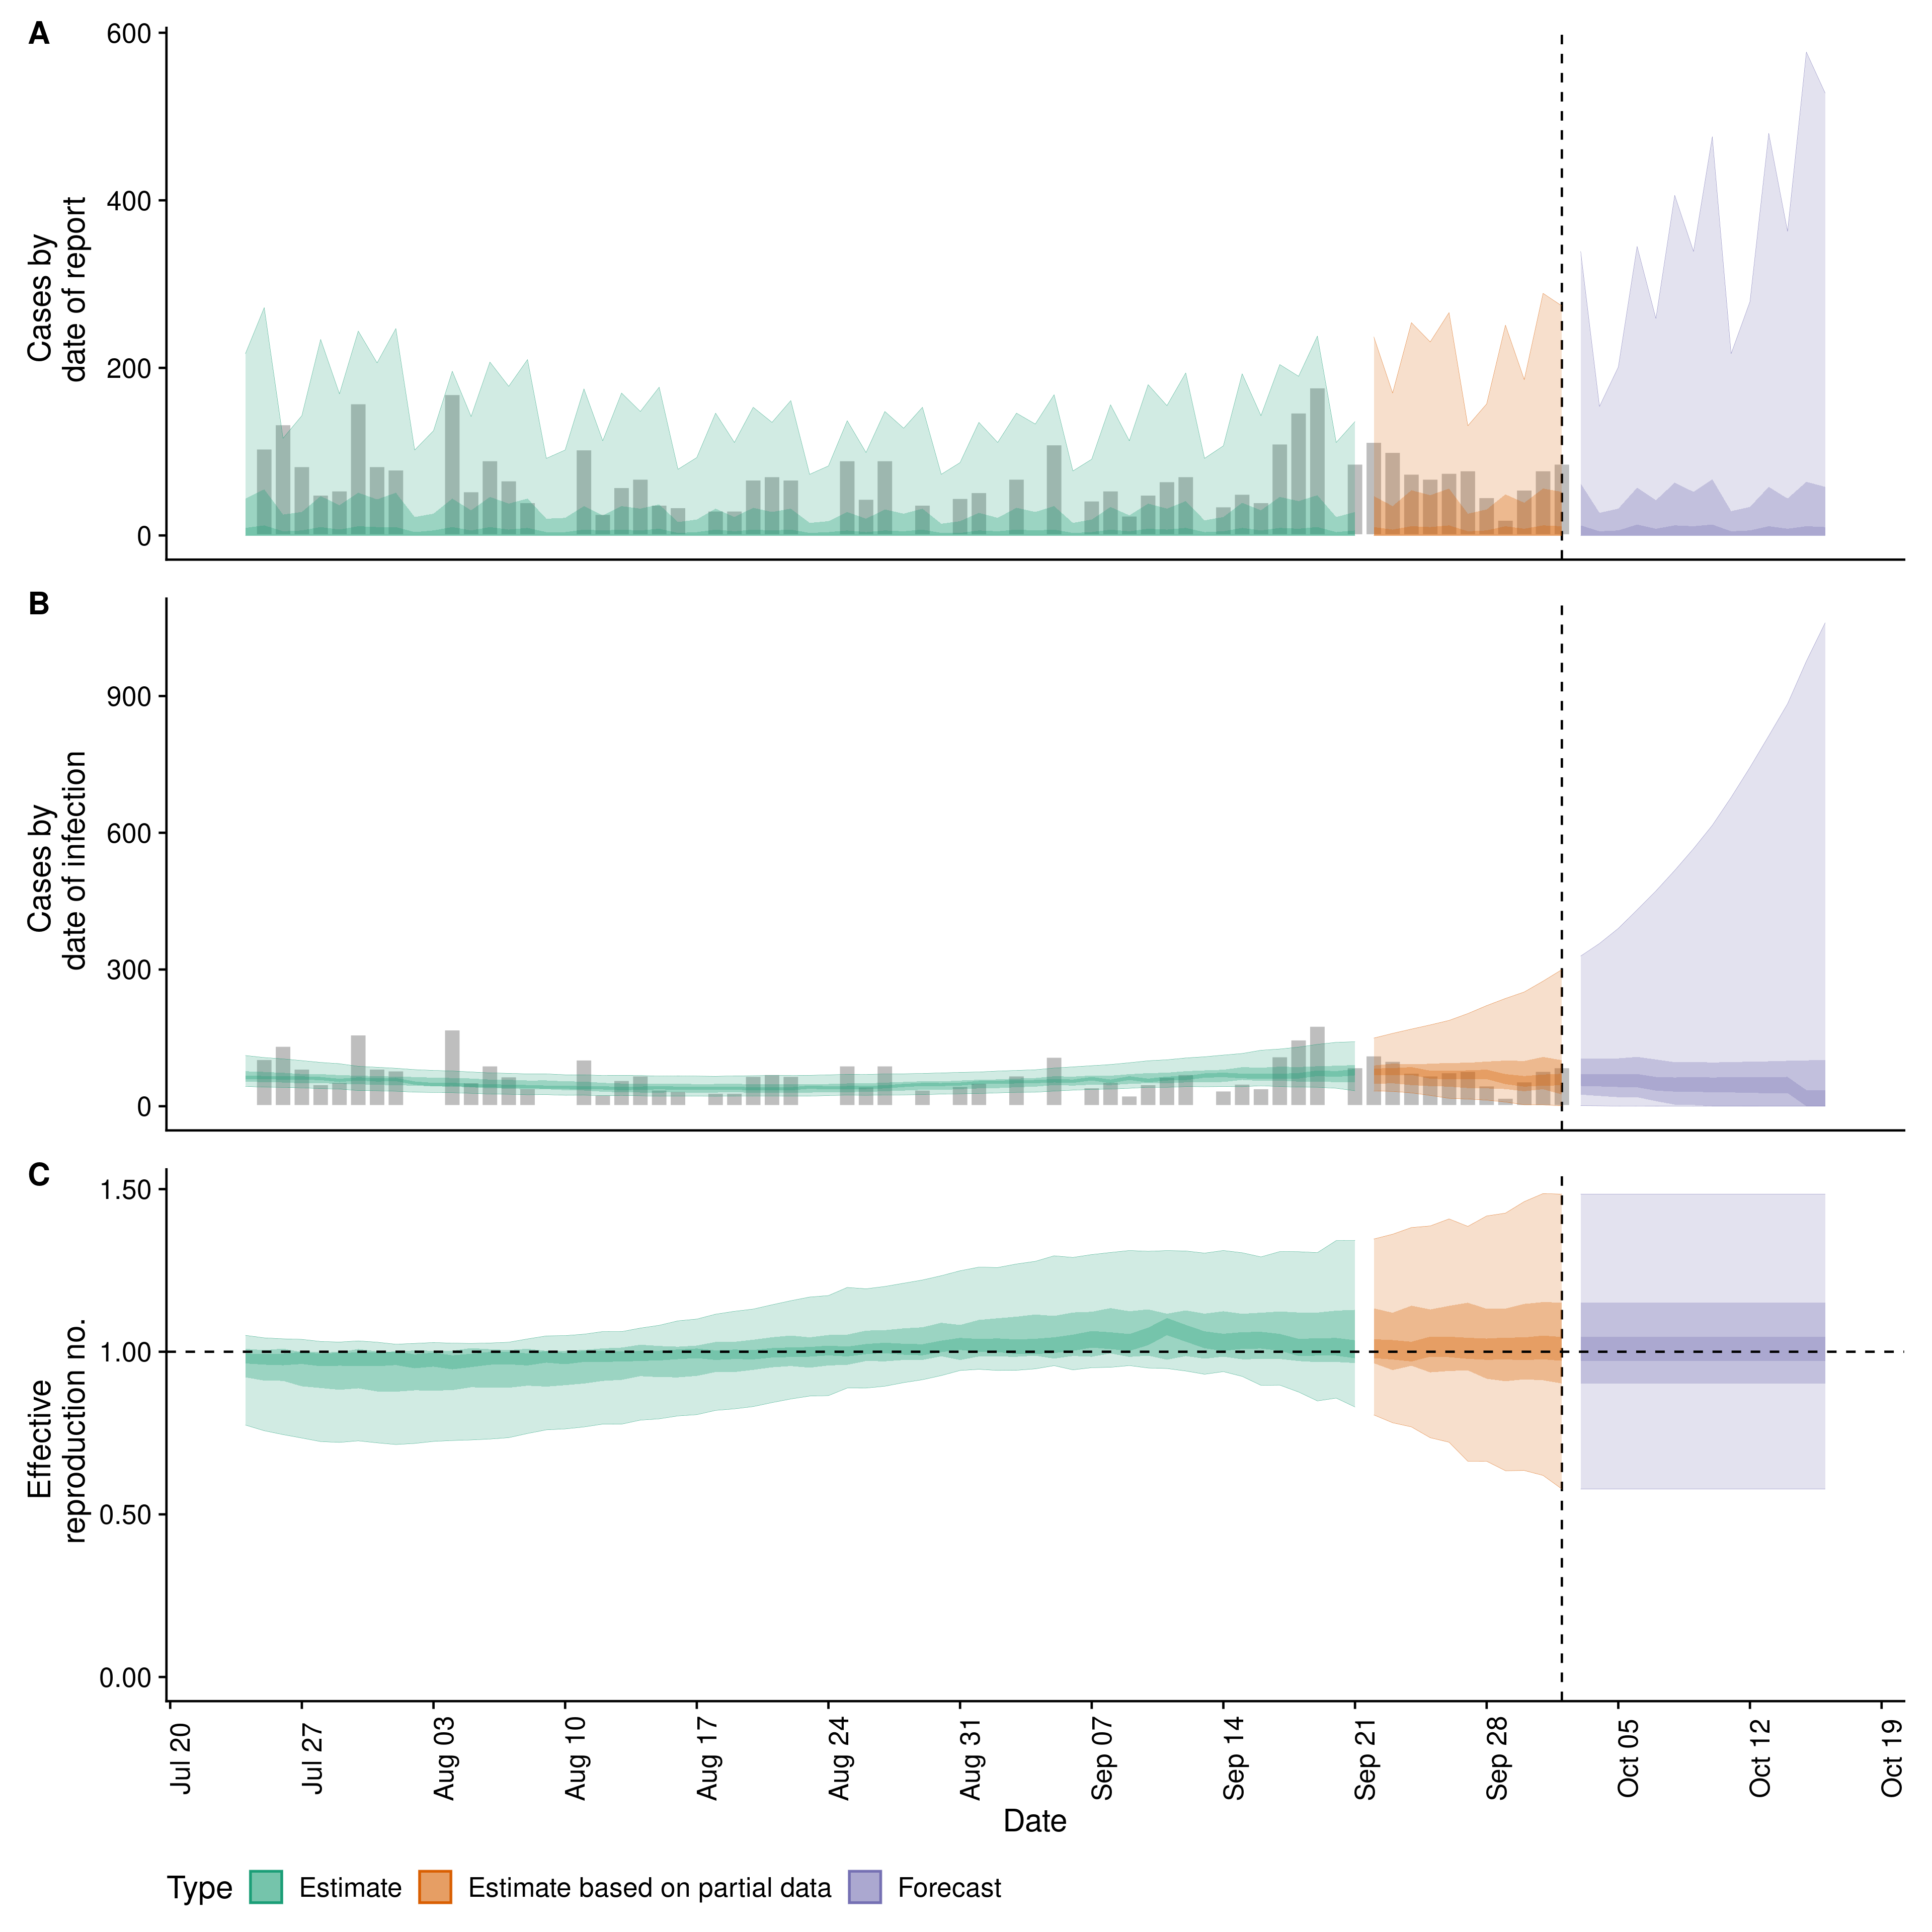 A
600
400
200
0
Cases by
date of report
B
900
600
300
0
Cases by
date of infection
C
1.50
1.00
0.50
0.00
Effective
reproduction no.
Jul 20
Jul 27
Aug 03
Aug 10
Aug 17
Aug 24
Aug 31
Sep 07
Sep 14
Sep 21
Sep 28
Oct 05
Oct 12
Oct 19
Date
Type Estimate Estimate based on partial data Forecast